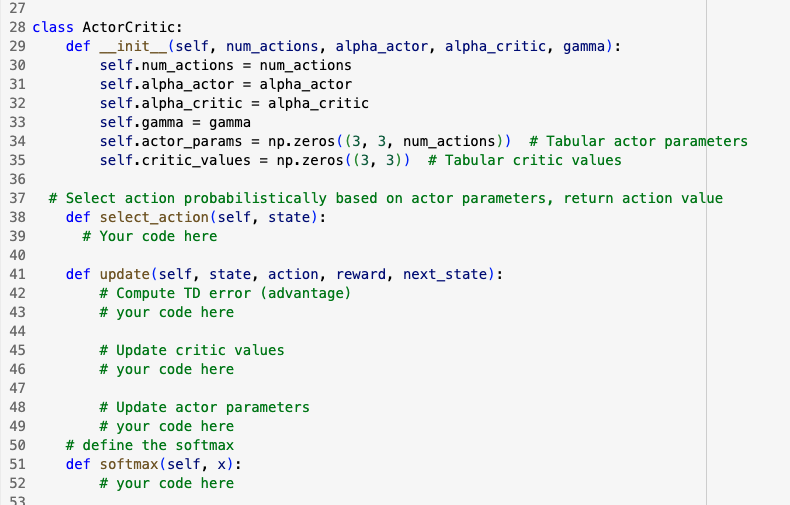 27
28 class ActorCritic:
29     def __init__(self, num_actions, alpha_actor, alpha_critic, gamma):
30         self.num_actions = num_actions
31         self.alpha_actor = alpha_actor
32         self.alpha_critic = alpha_critic
33         self.gamma = gamma
34         self.actor_params = np.zeros((3, 3, num_actions))  # Tabular actor parameters
35         self.critic_values = np.zeros((3, 3))  # Tabular critic values
36
37   # Select action probabilistically based on actor parameters, return action value
38     def select_action(self, state):
39       # Your code here
40
41     def update(self, state, action, reward, next_state):
42         # Compute TD error (advantage)
43         # your code here
44
45         # Update critic values
46         # your code here
47
48         # Update actor parameters
49         # your code here
50     # define the softmax
51     def softmax(self, x):
52         # your code here
53